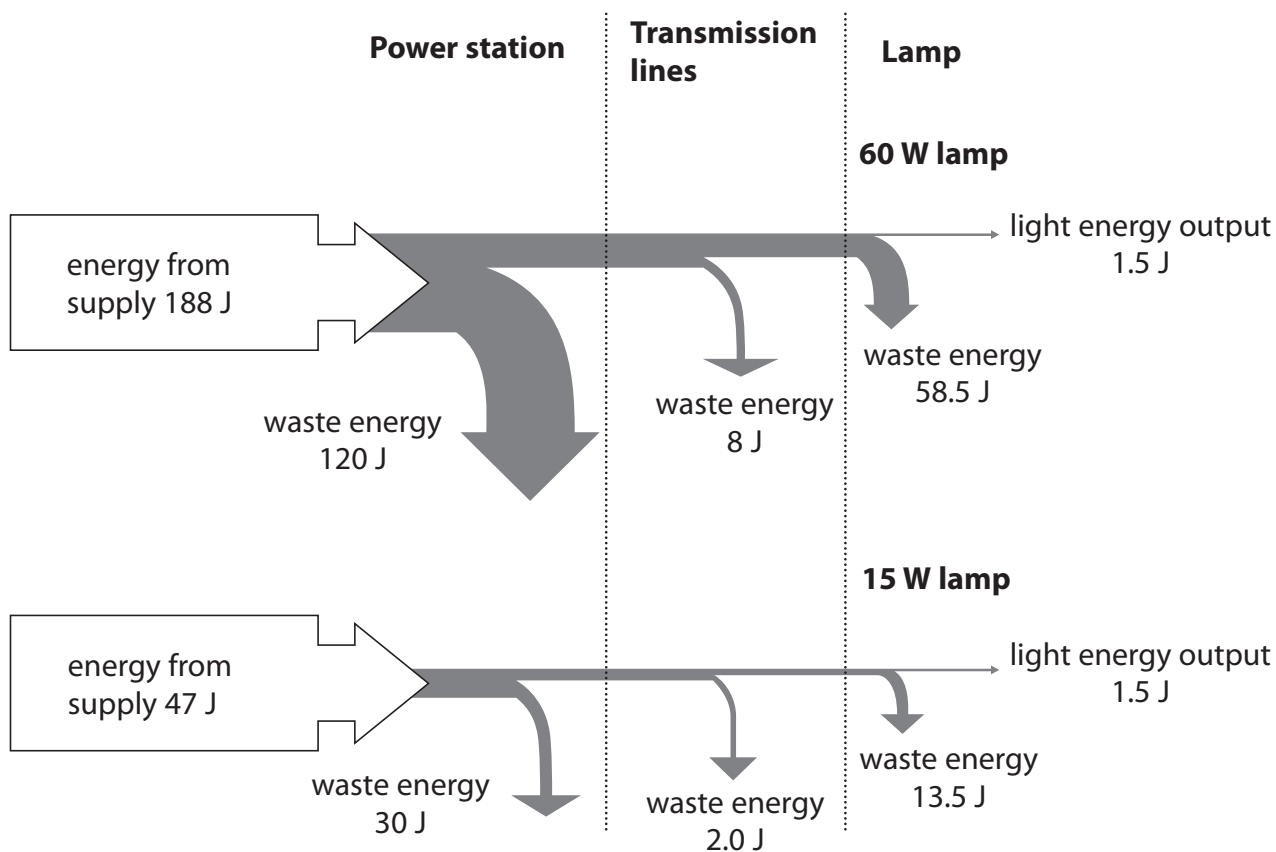 Power station
Transmission
lines
Lamp
60 W lamp
energy from
supply 188 J
light energy output
1.5 J
waste energy
120 J
waste energy
8 J
waste energy
58.5 J
15 W lamp
energy from
supply 47 J
light energy output
1.5 J
waste energy
30 J
waste energy
2.0 J
waste energy
13.5 J